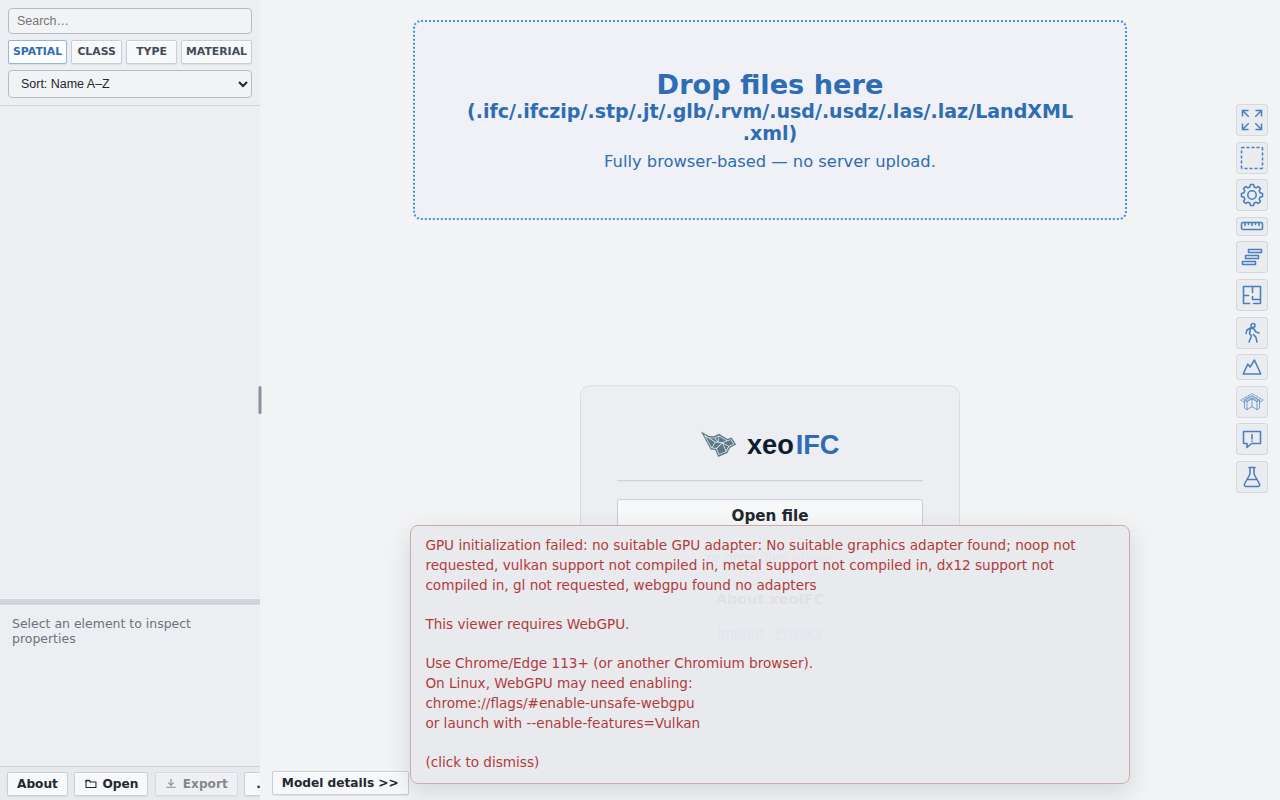 Search…
SPATIAL CLASS TYPE MATERIAL
Sort: Name A–Z
Drop files here
(.ifc/.ifczip/.stp/.jt/.glb/.rvm/.usd/.usdz/.las/.laz/LandXML
.xml)
Fully browser-based — no server upload.
xeoIFC
Open file
GPU initialization failed: no suitable GPU adapter: No suitable graphics adapter found; noop not
requested, vulkan support not compiled in, metal support not compiled in, dx12 support not
compiled in, gl not requested, webgpu found no adapters
About xeoIFC
This viewer requires WebGPU.
Use Chrome/Edge 113+ (or another Chromium browser).
On Linux, WebGPU may need enabling:
chrome://flags/#enable-unsafe-webgpu
or launch with --enable-features=Vulkan
(click to dismiss)
Select an element to inspect
properties
About Open Export .
Model details >>